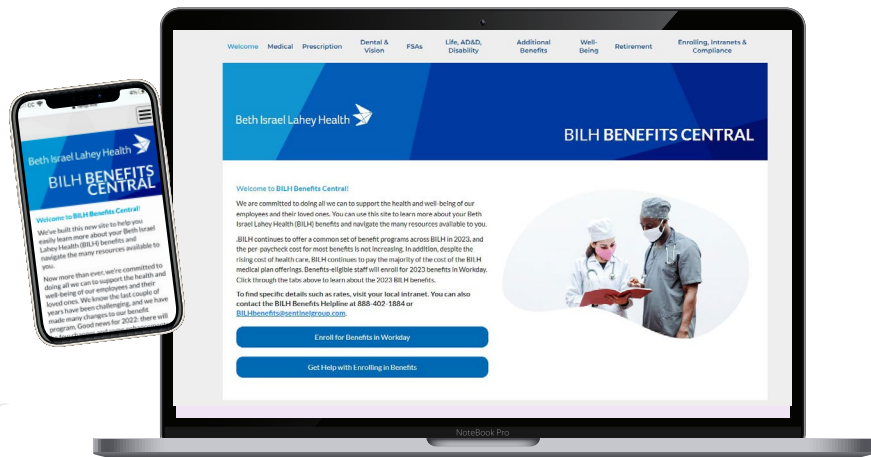 Welcome Medical Prescription Dental & Vision FSAs Life, AD&D, Disability Additional Benefits Well-Being Retirement Enrolling, Intranets & Compliance
Beth Israel Lahey Health
BILH BENEFITS CENTRAL
Welcome to BILH Benefits Central!
We are committed to doing all we can to support the health and well-being of our
employees and their loved ones. You can use this site to learn more about your Beth
Israel Lahey Health (BILH) benefits and navigate the many resources available to you.
.BILH continues to offer a common set of benefit programs across BILH in 2023, and
the per-paycheck cost for most benefits is not increasing. In addition, despite the
rising cost of health care, BILH continues to pay the majority of the cost of the BILH
medical plan offerings. Benefits-eligible staff will enroll for 2023 benefits in Workday.
Click through the tabs above to learn about the 2023 BILH benefits.
To find specific details such as rates, visit your local intranet. You can also
contact the BILH Benefits Helpline at 888-402-1884 or
BILHbenefits@sentinelgroup.com.
Enroll for Benefits in Workday
Get Help with Enrolling in Benefits
NoteBook Pro
Beth Israel Lahey Health
BILH BENEFITS
CENTRAL
Welcome to BILH Benefits Central!
We've built this new site to help you
easily learn more about your Beth Israel
Lahey Health (BILH) benefits and
navigate the many resources available to
you.
Now more than ever, we're committed to
doing all we can to support the health and
well-being of our employees and their
loved ones. We know the last couple of
years have been challenging, and we have
made many changes to our benefit
program. Good news for 2022: there will